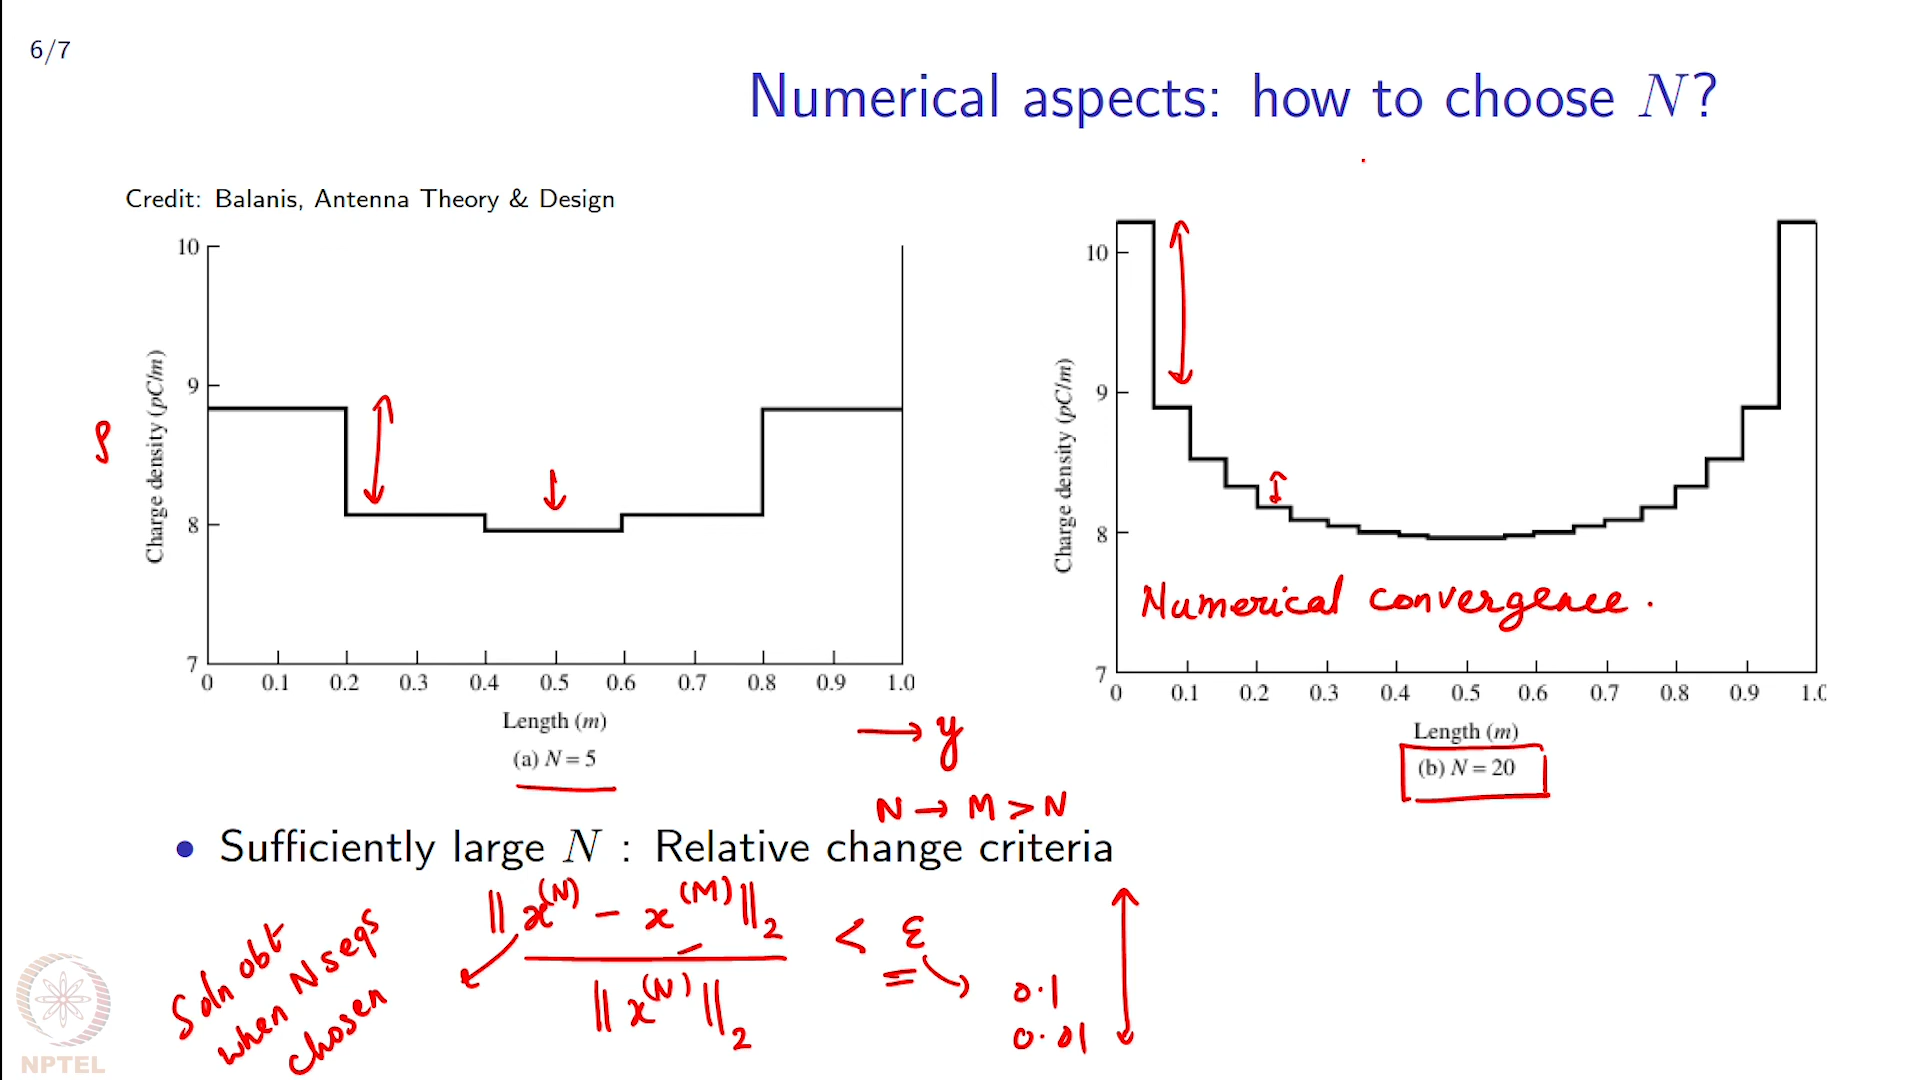 6/7
Numerical aspects: how to choose N?
Credit: Balanis, Antenna Theory & Design
10
9
8
7
Charge density (pC/m)
ρ
0 0.1 0.2 0.3 0.4 0.5 0.6 0.7 0.8 0.9 1.0
Length (m)
(a) N = 5
→ y
10
9
8
7
Charge density (pC/m)
Numerical convergence.
0 0.1 0.2 0.3 0.4 0.5 0.6 0.7 0.8 0.9 1.0
Length (m)
(b) N = 20
N → M > N
• Sufficiently large N : Relative change criteria
|| x^(N) − x^(M) ||_2 / || x^(N) ||_2 < ε
0.1
0.01
Soln obt
when N segs
chosen
NPTEL